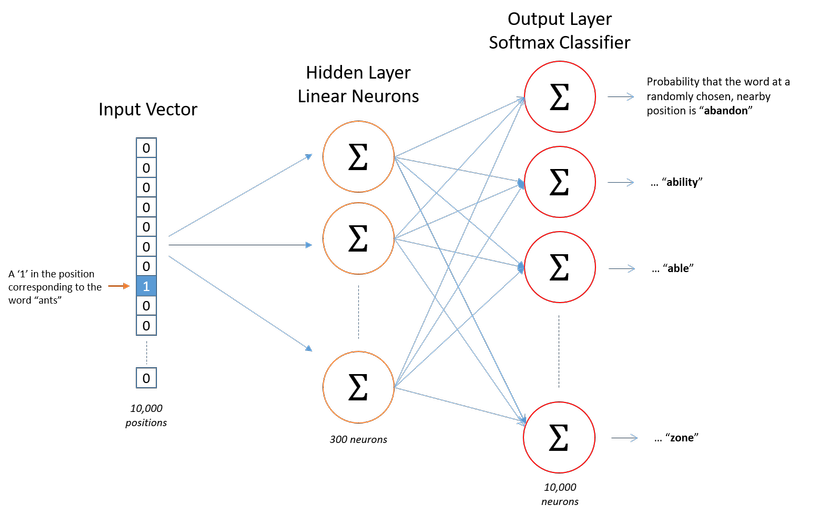 Output Layer
Softmax Classifier
Hidden Layer
Linear Neurons
Input Vector
0
0
0
0
0
0
0
1
0
0
0
A ‘1’ in the position
corresponding to the
word “ants”
10,000
positions
Σ
Σ
Σ
300 neurons
Σ
Σ
Σ
Σ
10,000
neurons
Probability that the word at a
randomly chosen, nearby
position is “abandon”
... “ability”
... “able”
... “zone”